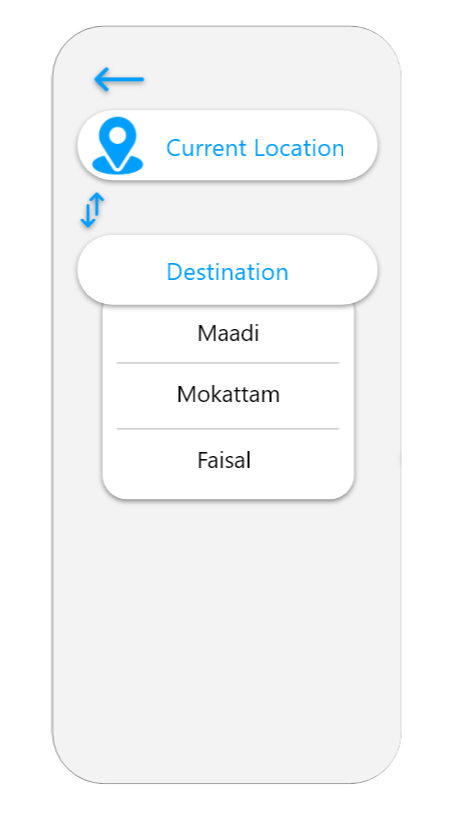 Current Location
Destination
Maadi
Mokattam
Faisal